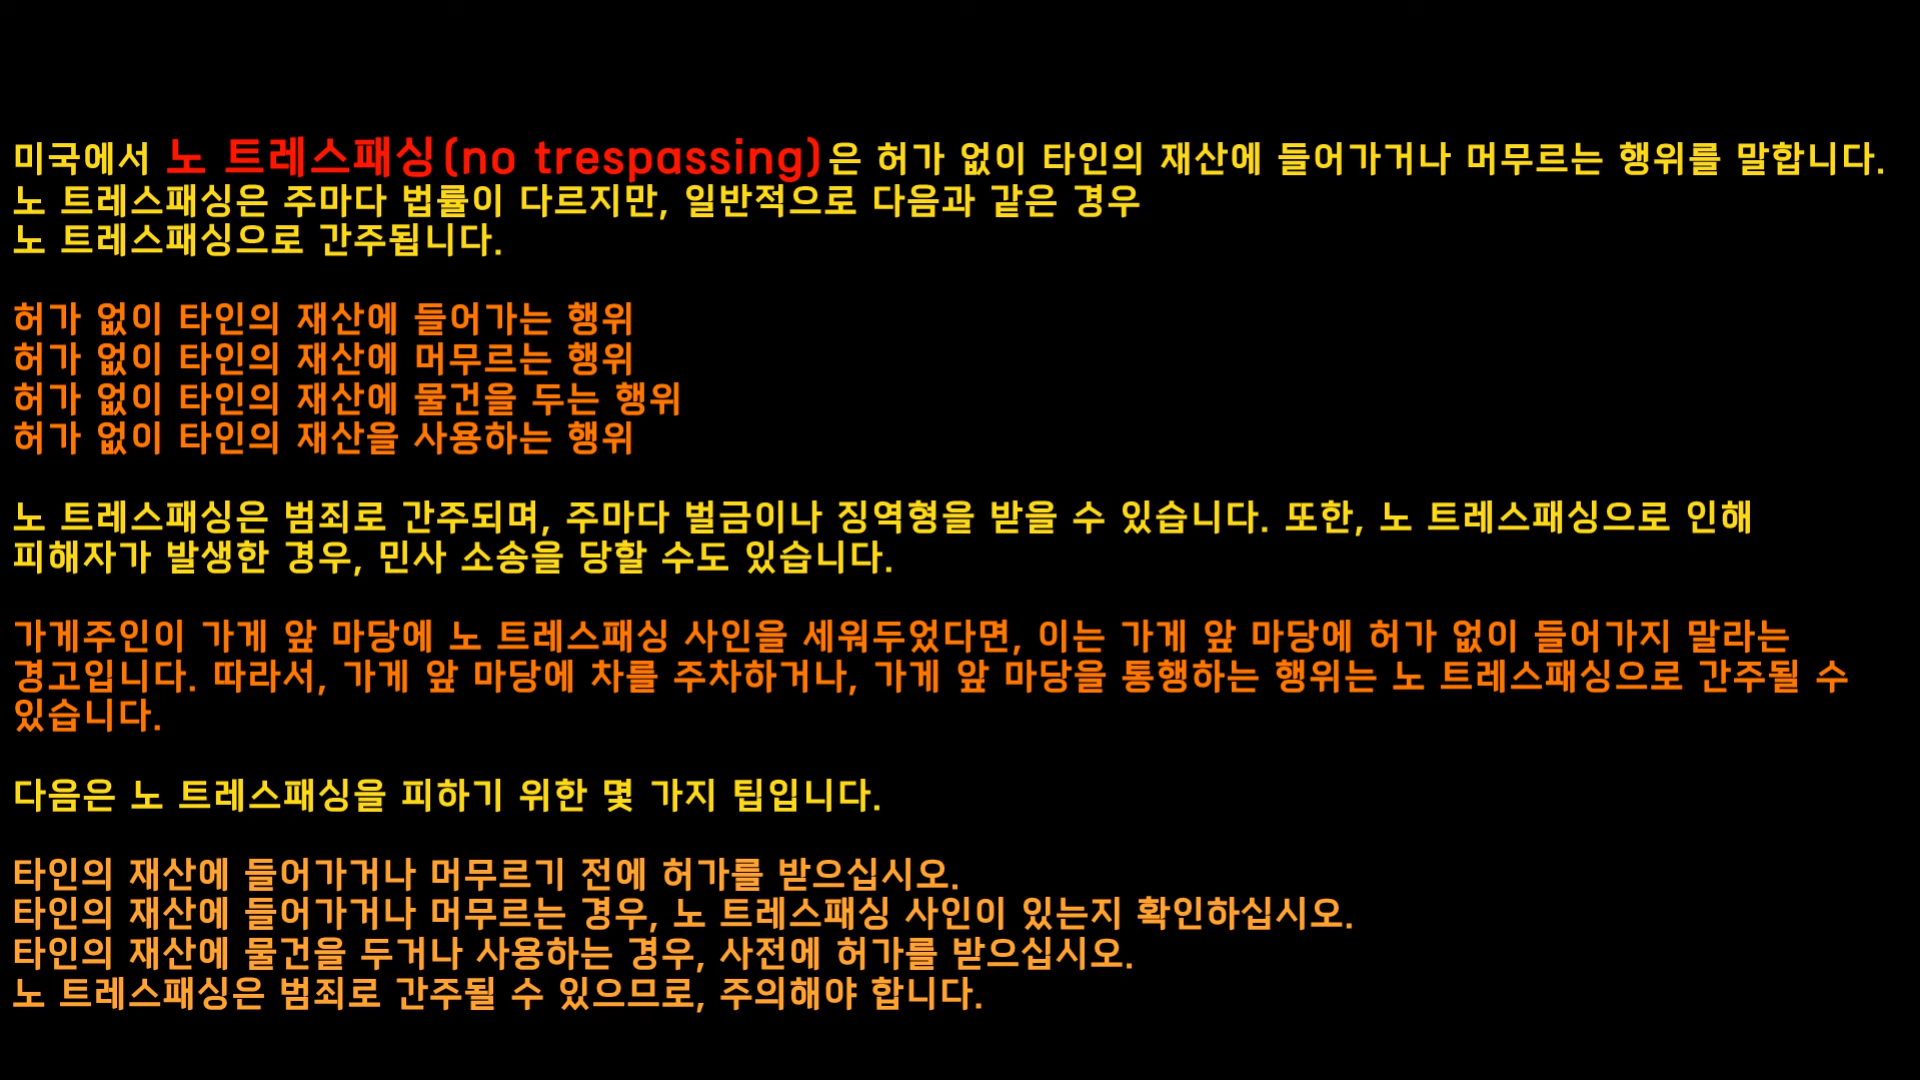 미국에서 노 트레스패싱(no trespassing)은 허가 없이 타인의 재산에 들어가거나 머무르는 행위를 말합니다.
노 트레스패싱은 주마다 법률이 다르지만, 일반적으로 다음과 같은 경우
노 트레스패싱으로 간주됩니다.
허가 없이 타인의 재산에 들어가는 행위
허가 없이 타인의 재산에 머무르는 행위
허가 없이 타인의 재산에 물건을 두는 행위
허가 없이 타인의 재산을 사용하는 행위
노 트레스패싱은 범죄로 간주되며, 주마다 벌금이나 징역형을 받을 수 있습니다. 또한, 노 트레스패싱으로 인해
피해자가 발생한 경우, 민사 소송을 당할 수도 있습니다.
가게주인이 가게 앞 마당에 노 트레스패싱 사인을 세워두었다면, 이는 가게 앞 마당에 허가 없이 들어가지 말라는
경고입니다. 따라서, 가게 앞 마당에 차를 주차하거나, 가게 앞 마당을 통행하는 행위는 노 트레스패싱으로 간주될 수
있습니다.
다음은 노 트레스패싱을 피하기 위한 몇 가지 팁입니다.
타인의 재산에 들어가거나 머무르기 전에 허가를 받으십시오.
타인의 재산에 들어가거나 머무르는 경우, 노 트레스패싱 사인이 있는지 확인하십시오.
타인의 재산에 물건을 두거나 사용하는 경우, 사전에 허가를 받으십시오.
노 트레스패싱은 범죄로 간주될 수 있으므로, 주의해야 합니다.